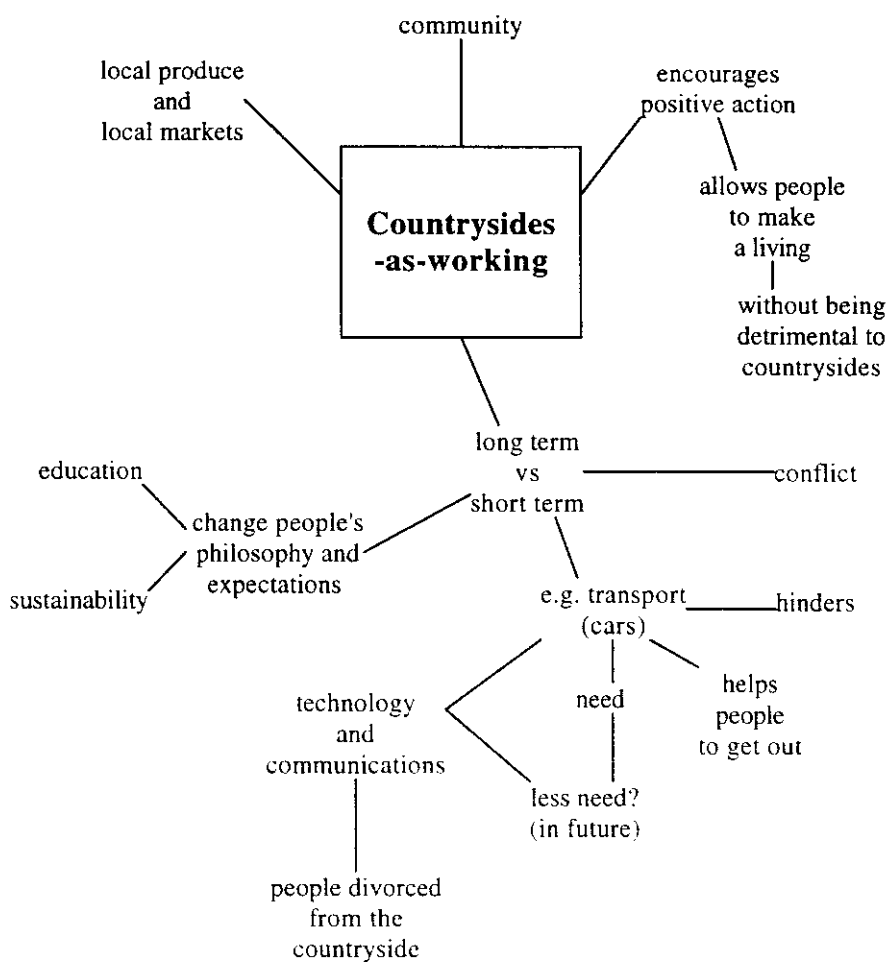 community
local produce
and
local markets
encourages
positive action
allows people
to make
a living
without being
detrimental to
countrysides
Countrysides
-as-working
long term
vs
short term
conflict
education
change people's
philosophy and
expectations
sustainability
e.g. transport
(cars)
hinders
helps
people
to get out
need
technology
and
communications
less need?
(in future)
people divorced
from the
countryside